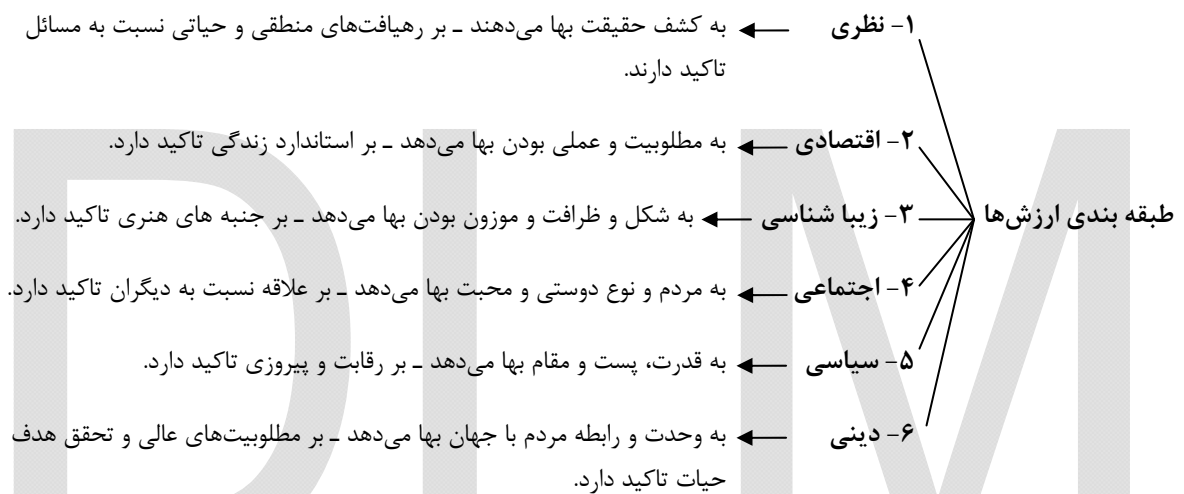 ۱- نظری به کشف حقیقت بها می‌دهند ـ بر رهیافت‌های منطقی و حیاتی نسبت به مسائل
تاکید دارند.
۲- اقتصادی به مطلوبیت و عملی بودن بها می‌دهد ـ بر استاندارد زندگی تاکید دارد.
طبقه بندی ارزش‌ها ۳- زیبا شناسی به شکل و ظرافت و موزون بودن بها می‌دهد ـ بر جنبه های هنری تاکید دارد.
۴- اجتماعی به مردم و نوع دوستی و محبت بها می‌دهد ـ بر علاقه نسبت به دیگران تاکید دارد.
۵- سیاسی به قدرت، پست و مقام بها می‌دهد ـ بر رقابت و پیروزی تاکید دارد.
۶- دینی به وحدت و رابطه مردم با جهان بها می‌دهد ـ بر مطلوبیت‌های عالی و تحقق هدف
حیات تاکید دارد.